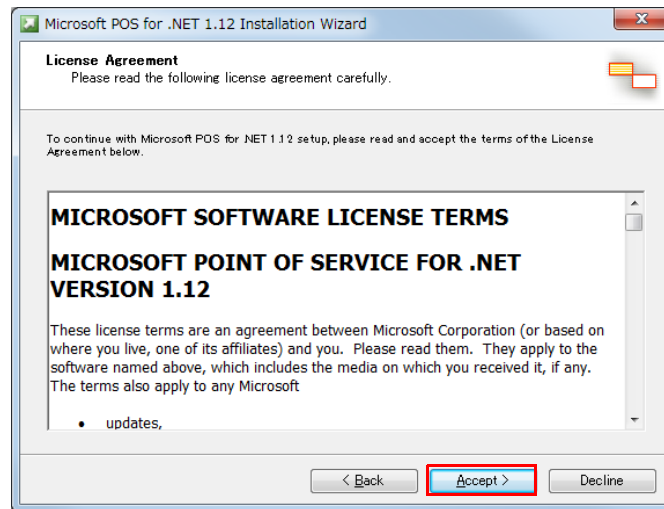 Microsoft POS for .NET 1.12 Installation Wizard
License Agreement
Please read the following license agreement carefully.
To continue with Microsoft POS for .NET 1.12 setup, please read and accept the terms of the License
Agreement below.
MICROSOFT SOFTWARE LICENSE TERMS
MICROSOFT POINT OF SERVICE FOR .NET
VERSION 1.12
These license terms are an agreement between Microsoft Corporation (or based on
where you live, one of its affiliates) and you.  Please read them.  They apply to the
software named above, which includes the media on which you received it, if any.
The terms also apply to any Microsoft
• updates,
< Back
Accept >
Decline